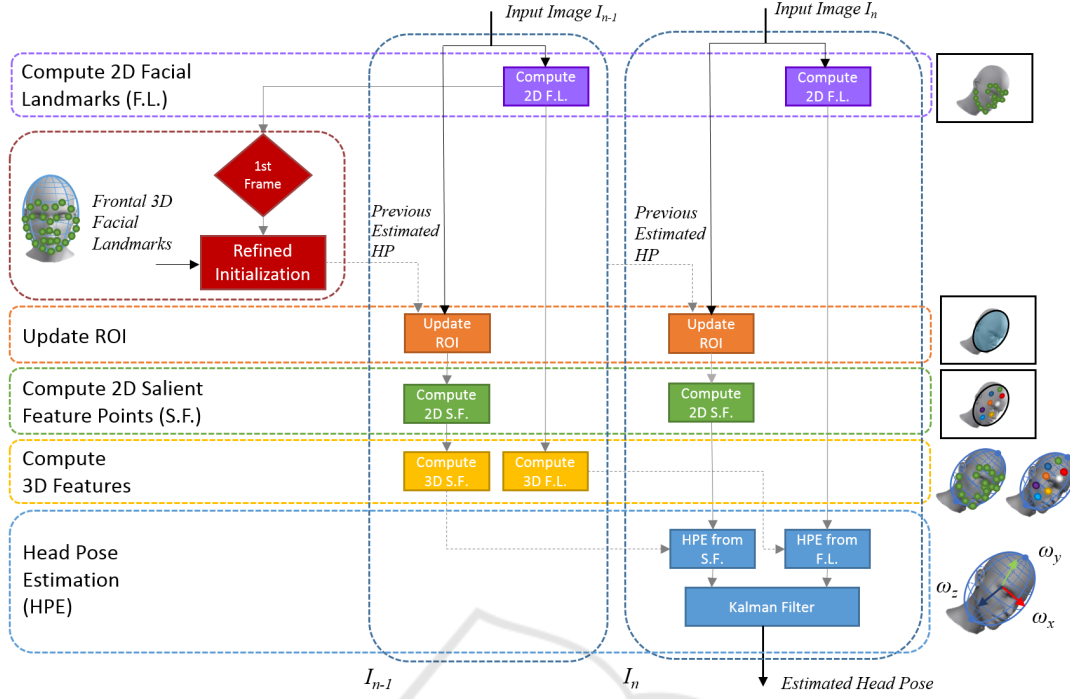 Input Image I_{n-1}
Input Image I_n
Compute 2D Facial
Landmarks (F.L.)
Compute
2D F.L.
Compute
2D F.L.
1st
Frame
Frontal 3D
Facial
Landmarks
Refined
Initialization
Previous
Estimated
HP
Previous
Estimated
HP
Update ROI
Update
ROI
Update
ROI
Compute 2D Salient
Feature Points (S.F.)
Compute
2D S.F.
Compute
2D S.F.
Compute
3D Features
Compute
3D S.F.
Compute
3D F.L.
Head Pose
Estimation
(HPE)
HPE from
S.F.
HPE from
F.L.
Kalman Filter
ω_y
ω_z
ω_x
I_{n-1}
I_n
Estimated Head Pose